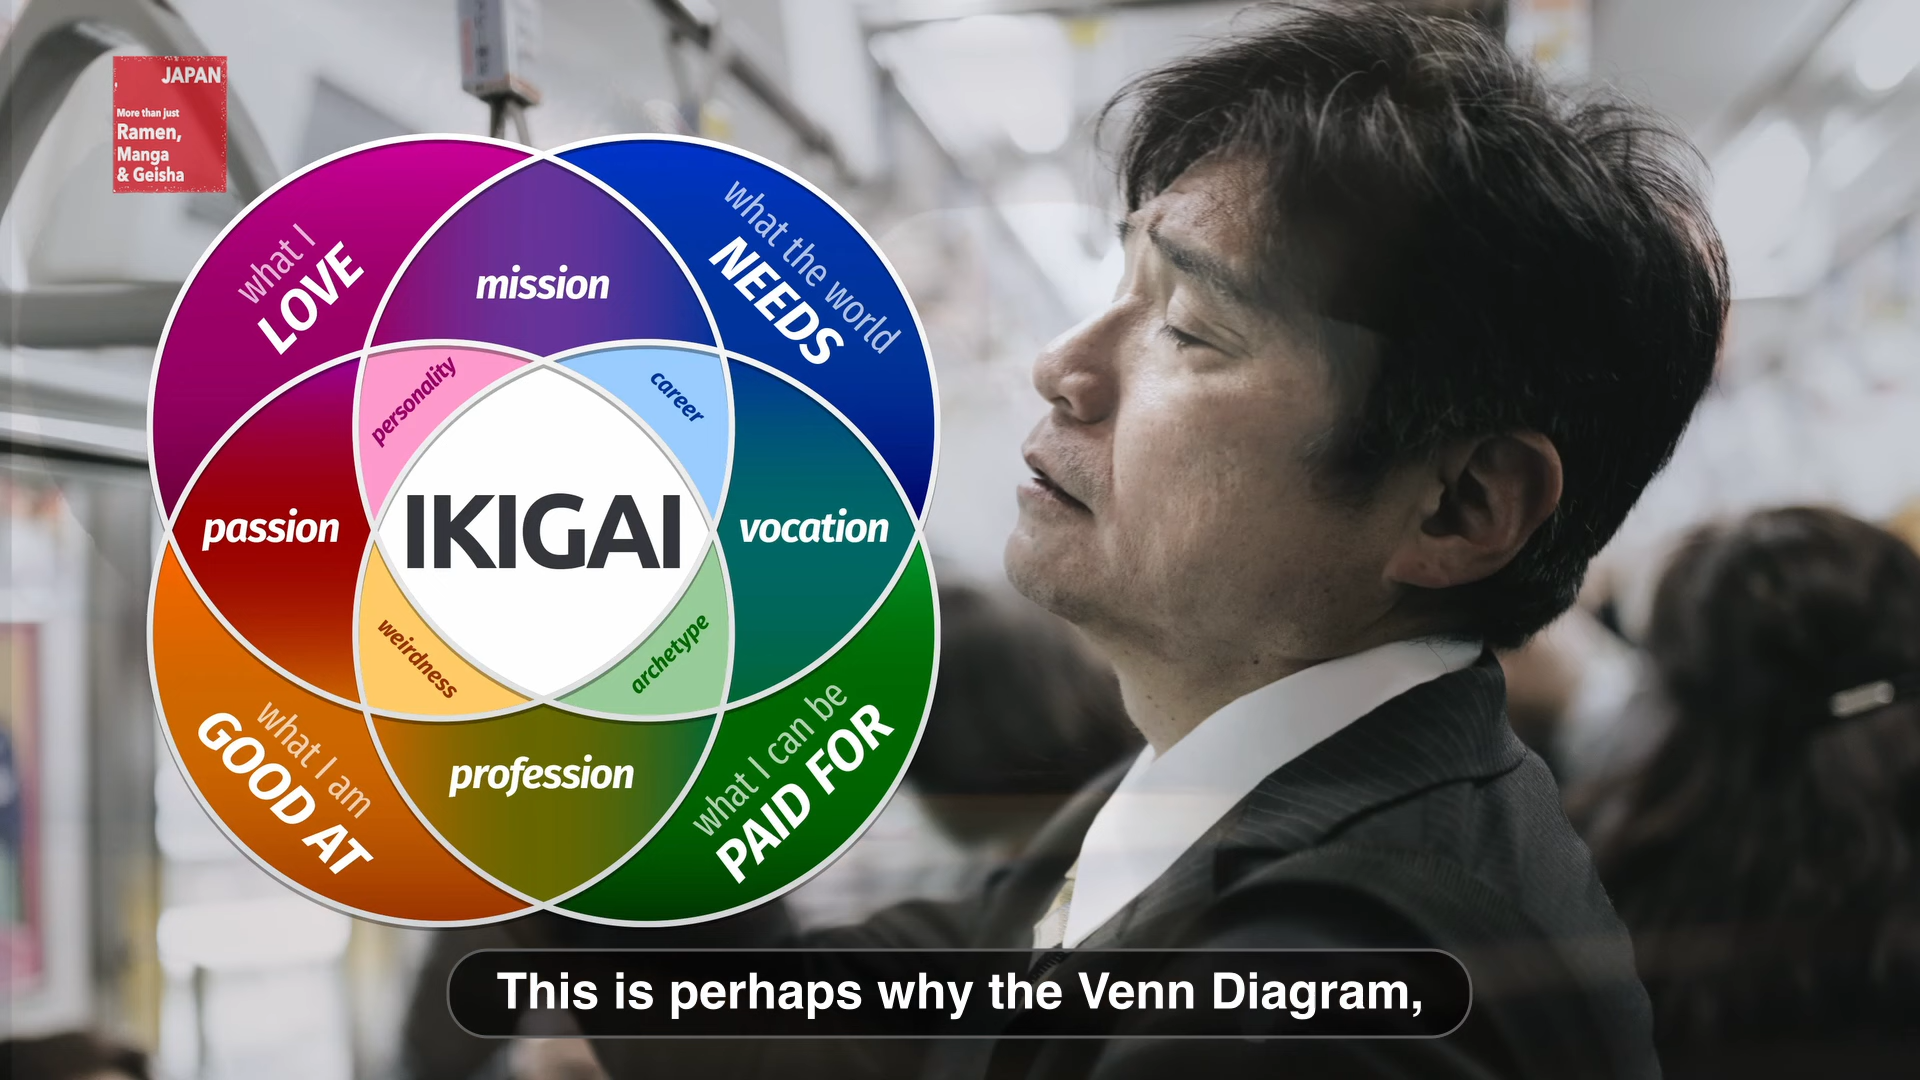 JAPAN
More than just
Ramen,
Manga
& Geisha
what I
LOVE
what the world
NEEDS
mission
personality
career
passion
IKIGAI
vocation
weirdness
archetype
what I am
GOOD AT
profession
what I can be
PAID FOR
This is perhaps why the Venn Diagram,